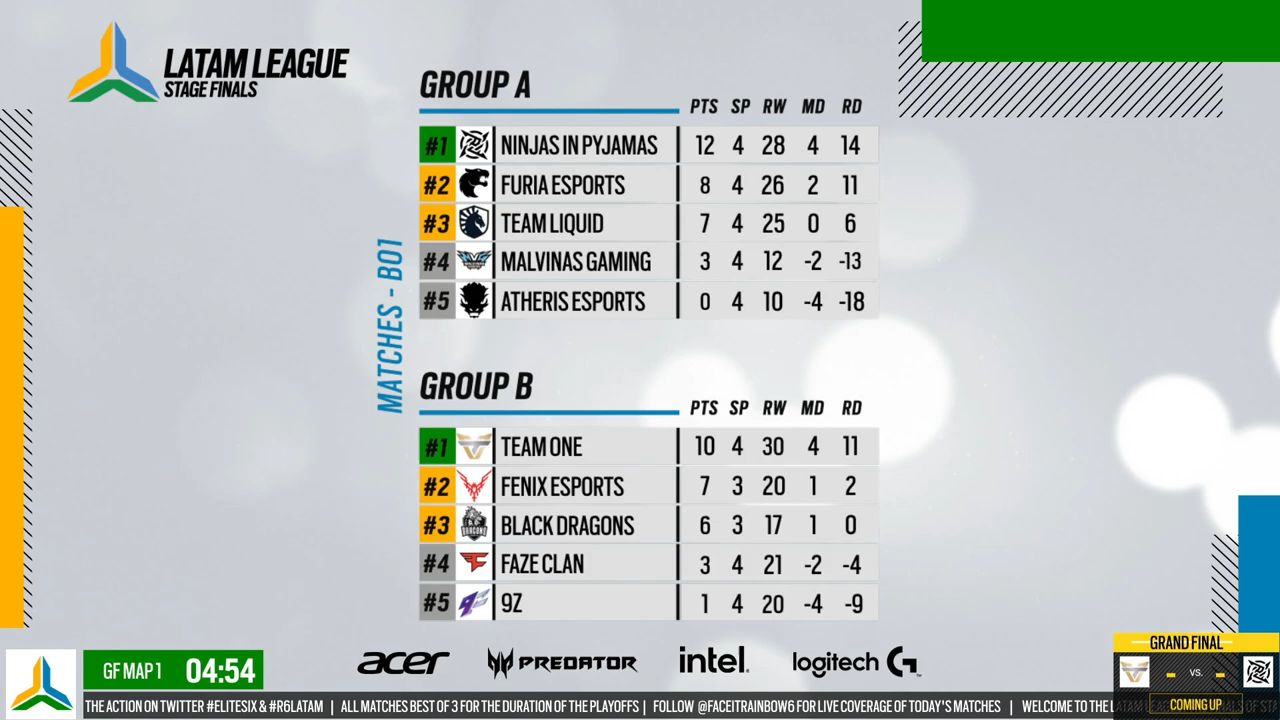 LATAM LEAGUE
STAGE FINALS
MATCHES - BO1
GROUP A
PTS SP RW MD RD
#1 NINJAS IN PYJAMAS 12 4 28 4 14
#2 FURIA ESPORTS 8 4 26 2 11
#3 TEAM LIQUID 7 4 25 0 6
#4 MALVINAS GAMING 3 4 12 -2 -13
#5 ATHERIS ESPORTS 0 4 10 -4 -18
GROUP B
PTS SP RW MD RD
#1 TEAM ONE 10 4 30 4 11
#2 FENIX ESPORTS 7 3 20 1 2
#3 BLACK DRAGONS 6 3 17 1 0
#4 FAZE CLAN 3 4 21 -2 -4
#5 9Z 1 4 20 -4 -9
GF MAP 1 04:54
acer PREDATOR intel. logitech G
GRAND FINAL
- VS. -
COMING UP
THE ACTION ON TWITTER #ELITESIX & #R6LATAM | ALL MATCHES BEST OF 3 FOR THE DURATION OF THE PLAYOFFS | FOLLOW @FACEITRAINBOW6 FOR LIVE COVERAGE OF TODAY'S MATCHES | WELCOME TO THE LATAM